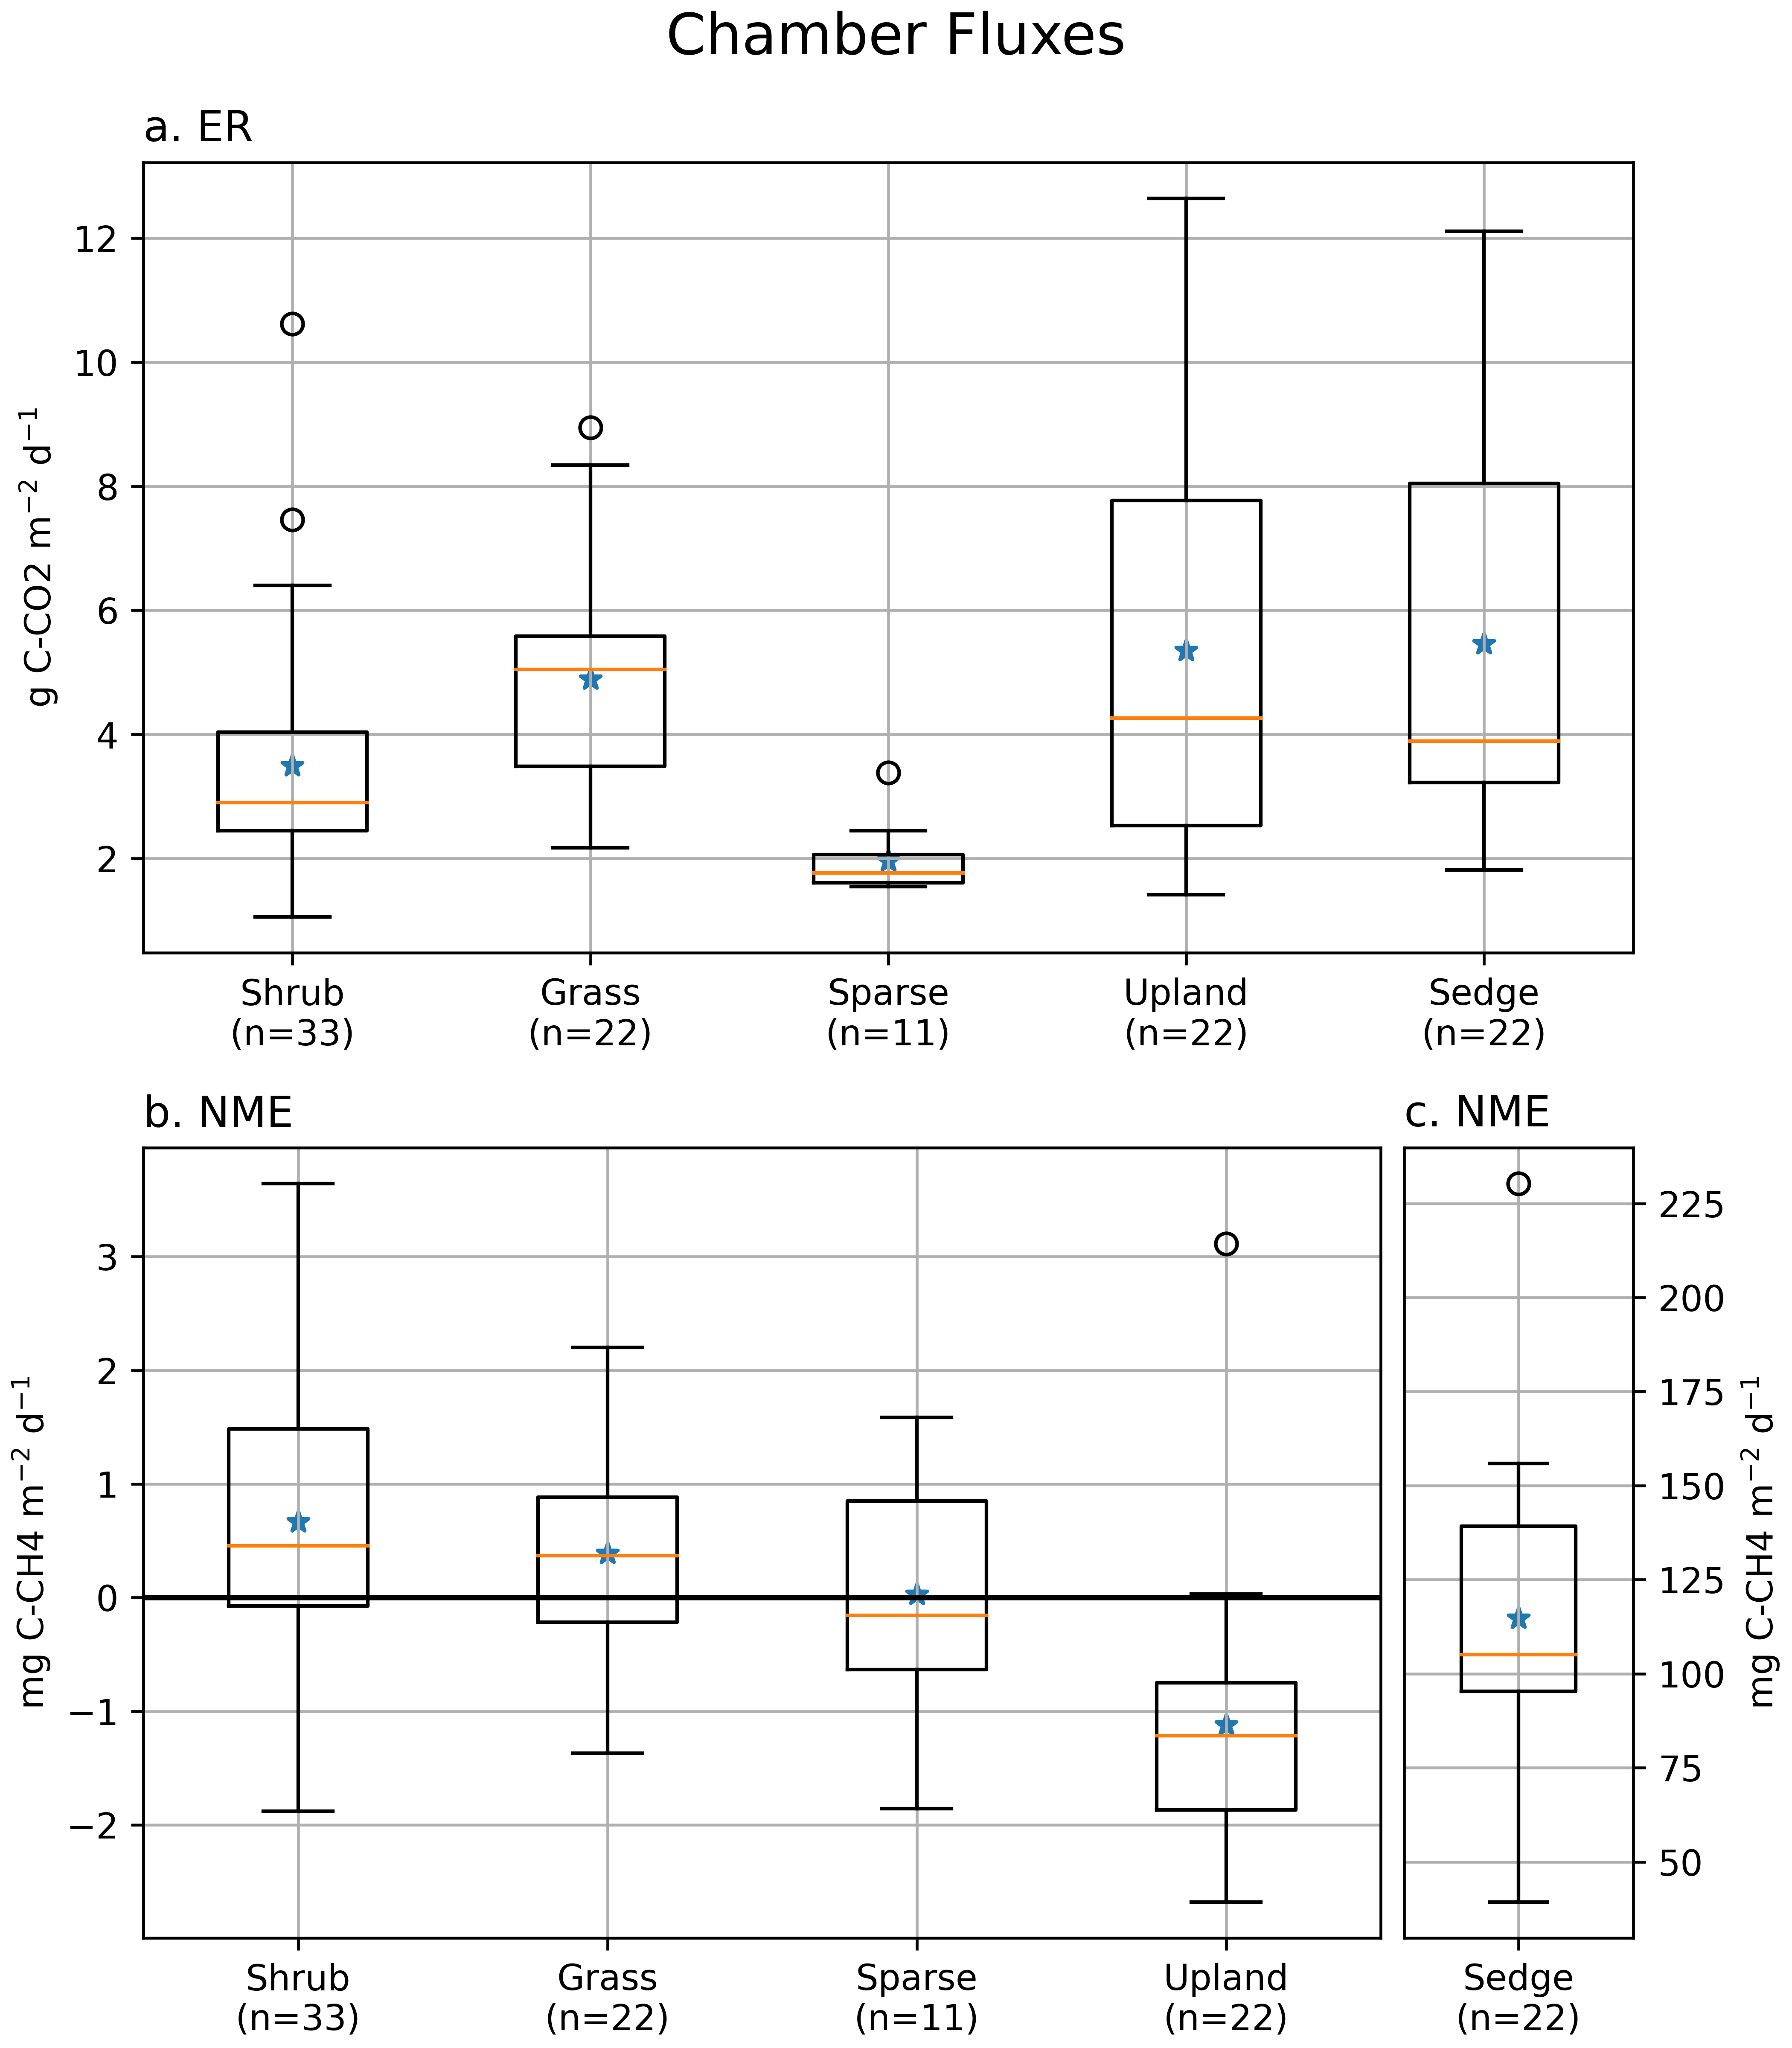 Chamber Fluxes
a. ER
g C-CO2 m⁻² d⁻¹
12
10
8
6
4
2
Shrub
(n=33)
Grass
(n=22)
Sparse
(n=11)
Upland
(n=22)
Sedge
(n=22)
b. NME
mg C-CH4 m⁻² d⁻¹
3
2
1
0
−1
−2
Shrub
(n=33)
Grass
(n=22)
Sparse
(n=11)
Upland
(n=22)
c. NME
225
200
175
150
125
100
75
50
mg C-CH4 m⁻² d⁻¹
Sedge
(n=22)